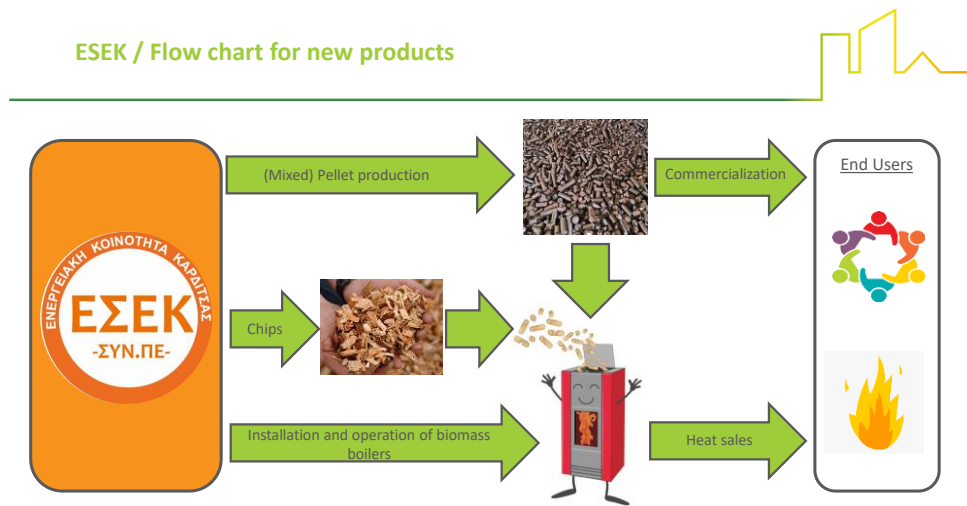 ESEK / Flow chart for new products
(Mixed) Pellet production
Commercialization
End Users
ΕΝΕΡΓΕΙΑΚΗ ΚΟΙΝΟΤΗΤΑ ΚΑΡΔΙΤΣΑΣ
ΕΣΕΚ
-ΣΥΝ.ΠΕ-
Chips
Installation and operation of biomass
boilers
Heat sales